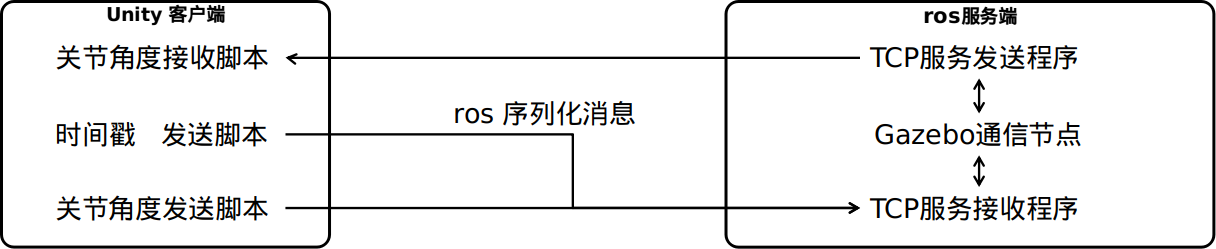 Unity 客户端
关节角度接收脚本
时间戳 发送脚本
关节角度发送脚本
ros 序列化消息
ros服务端
TCP服务发送程序
Gazebo通信节点
TCP服务接收程序